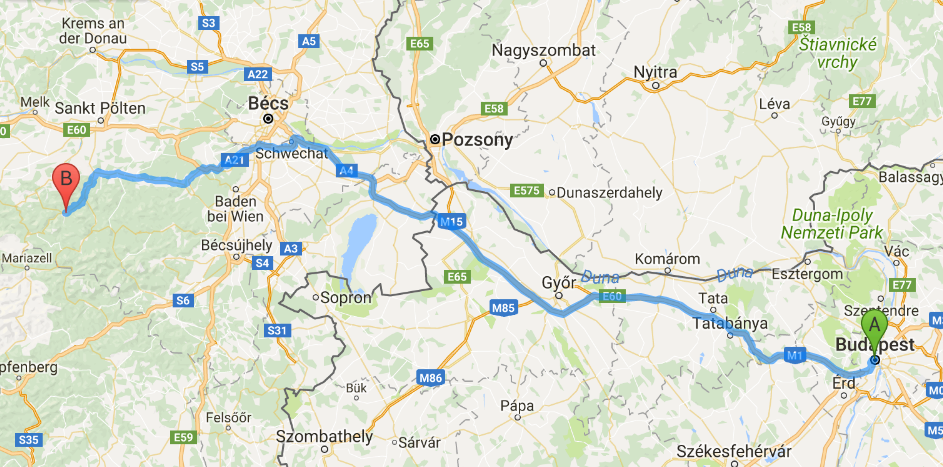 Krems an
der Donau
S3
A5
E65
E58
Štiavnické
vrchy
Nagyszombat
S5
A22
Nyitra
Melk
Sankt Pölten
Bécs
E58
Léva
E77
E60
Gyűgy
Pozsony
Schwechat
B
A21
A4
E575
Dunaszerdahely
Balassagy
Baden
bei Wien
M15
Duna-Ipoly
Nemzeti Park
Mariazell
Bécsújhely
A3
S4
Komárom
Vác
E65
Győr
Duna
Duna
Esztergom
E77
S6
Sopron
E60
Tata
Szentendre
M85
Tatabánya
A
S31
Budapest
M1
pfenberg
M86
Érd
M0
Bük
Pápa
Felsőőr
S35
E59
Szombathely
Sárvár
Székesfehérvár
M5